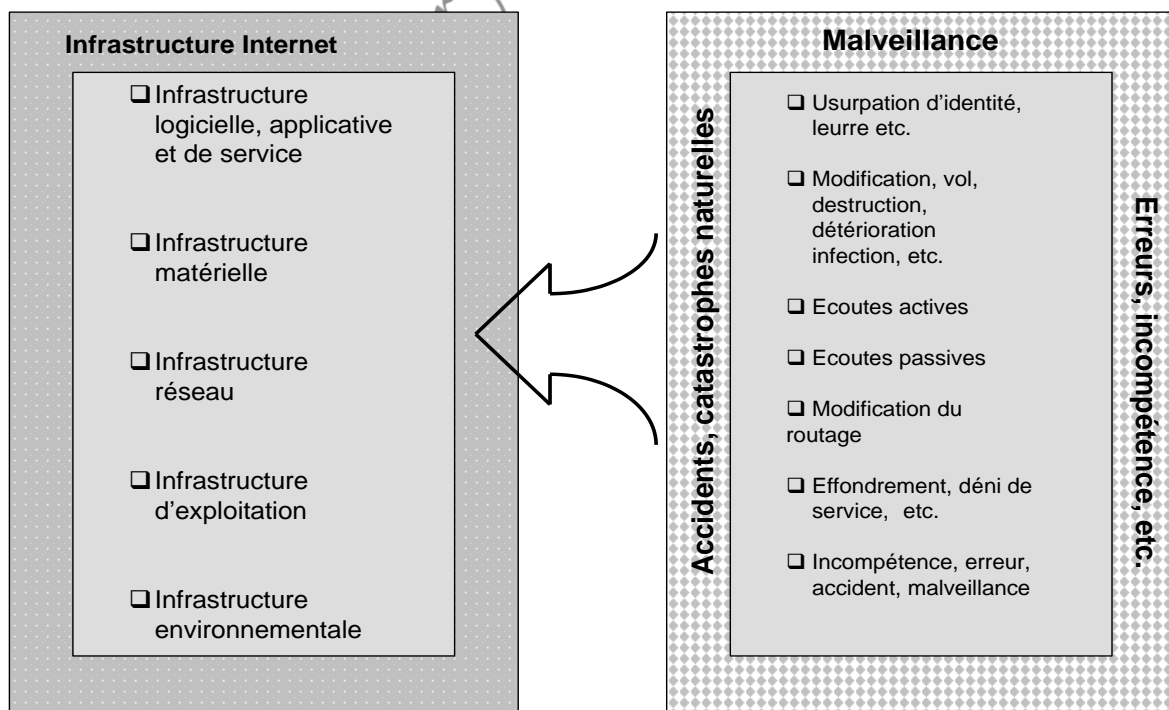 Infrastructure Internet
❑ Infrastructure
logicielle, applicative
et de service
❑ Infrastructure
matérielle
❑ Infrastructure
réseau
❑ Infrastructure
d'exploitation
❑ Infrastructure
environnementale
Malveillance
Accidents, catastrophes naturelles
❑ Usurpation d'identité,
leurre etc.
❑ Modification, vol,
destruction,
détérioration
infection, etc.
❑ Ecoutes actives
❑ Ecoutes passives
❑ Modification du
routage
❑ Effondrement, déni de
service, etc.
❑ Incompétence, erreur,
accident, malveillance
Erreurs, incompétence, etc.